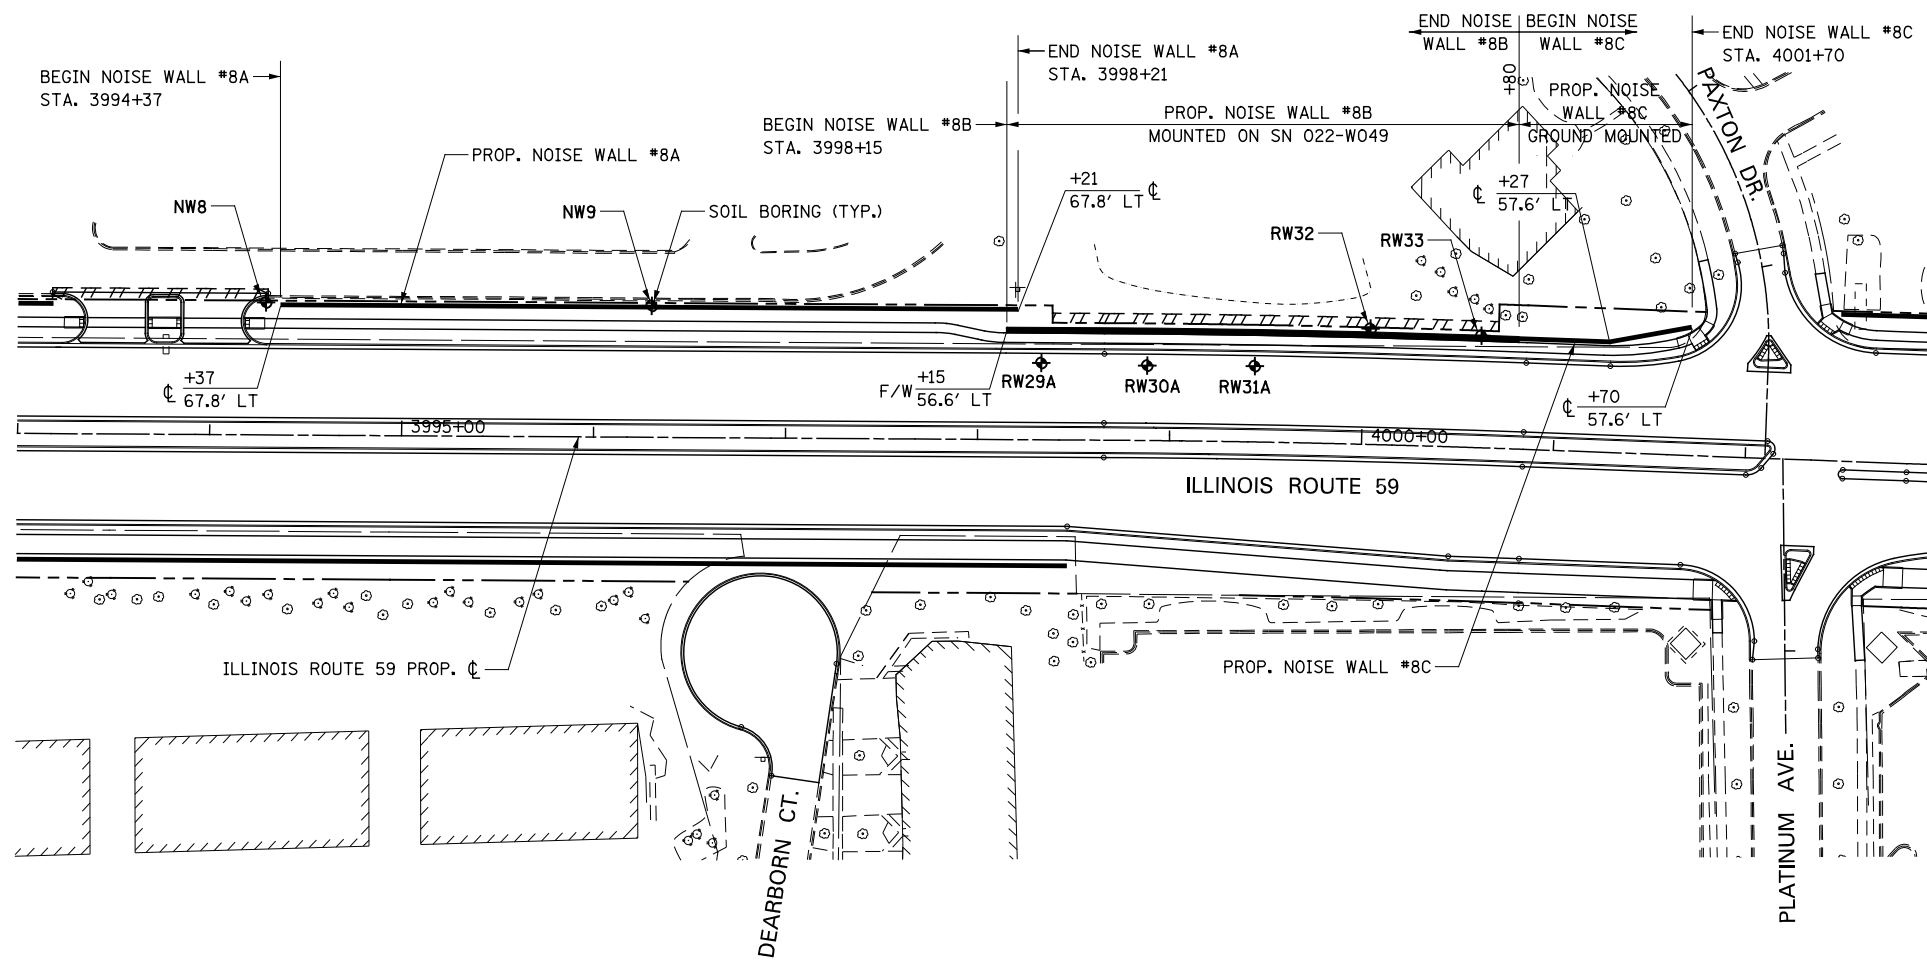 END NOISE
WALL #8B
BEGIN NOISE
WALL #8C
END NOISE WALL #8C
STA. 4001+70
END NOISE WALL #8A
STA. 3998+21
BEGIN NOISE WALL #8A
STA. 3994+37
+80
PAXTON DR.
PROP. NOISE
WALL #8C
GROUND MOUNTED
PROP. NOISE WALL #8B
MOUNTED ON SN 022-W049
BEGIN NOISE WALL #8B
STA. 3998+15
PROP. NOISE WALL #8A
+21
67.8' LT ℄
℄ +27
57.6' LT
NW8
NW9
SOIL BORING (TYP.)
RW32
RW33
℄ +37
67.8' LT
F/W +15
56.6' LT
RW29A
RW30A
RW31A
℄ +70
57.6' LT
3995+00
4000+00
ILLINOIS ROUTE 59
ILLINOIS ROUTE 59 PROP. ℄
PROP. NOISE WALL #8C
DEARBORN CT.
PLATINUM AVE.